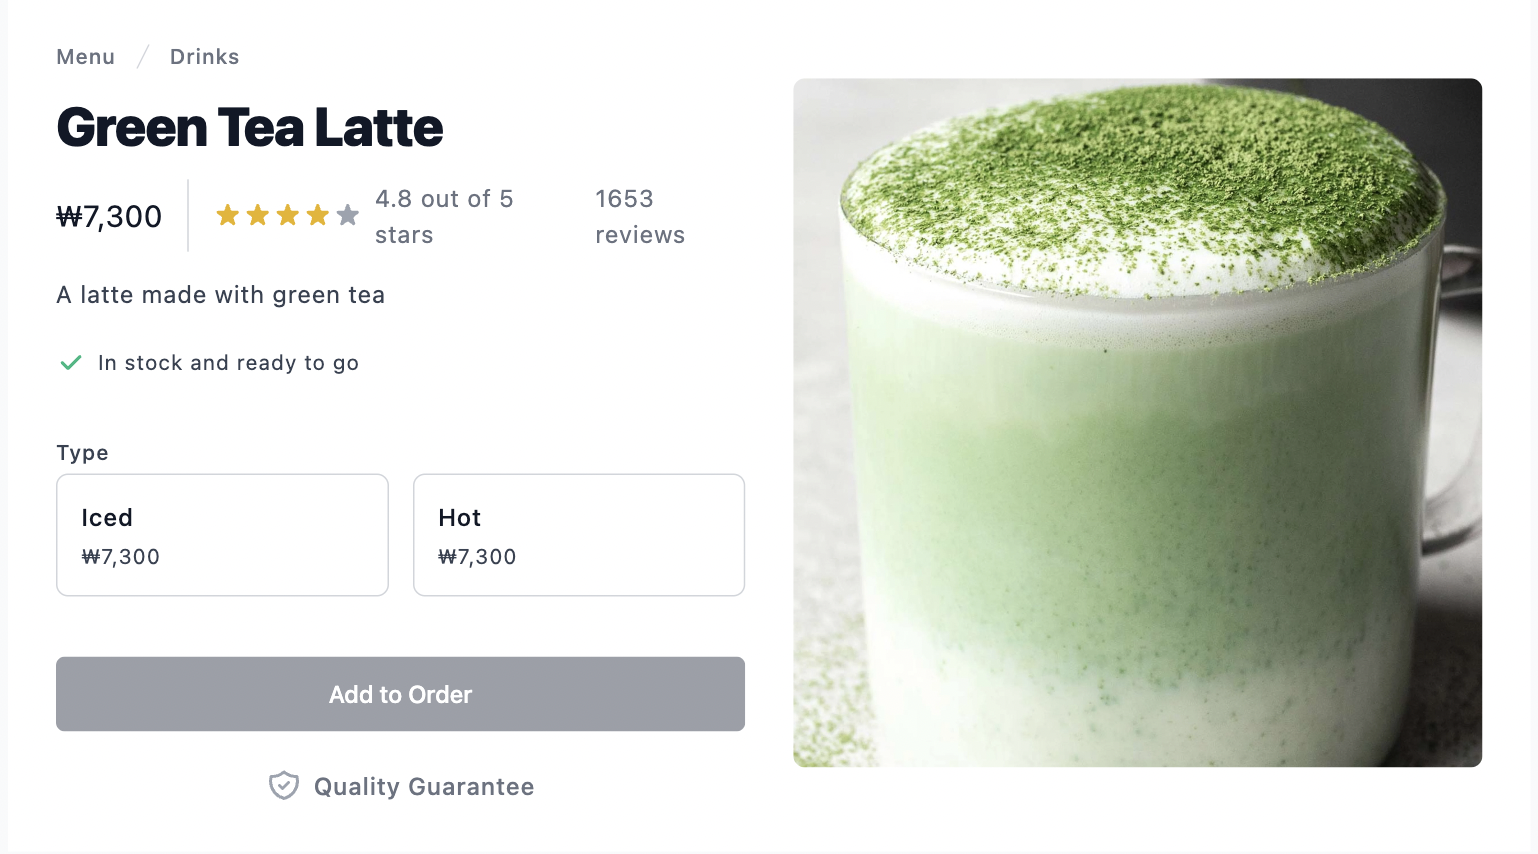 Menu / Drinks
Green Tea Latte
₩7,300
4.8 out of 5
stars
1653
reviews
A latte made with green tea
In stock and ready to go
Type
Iced
₩7,300
Hot
₩7,300
Add to Order
Quality Guarantee